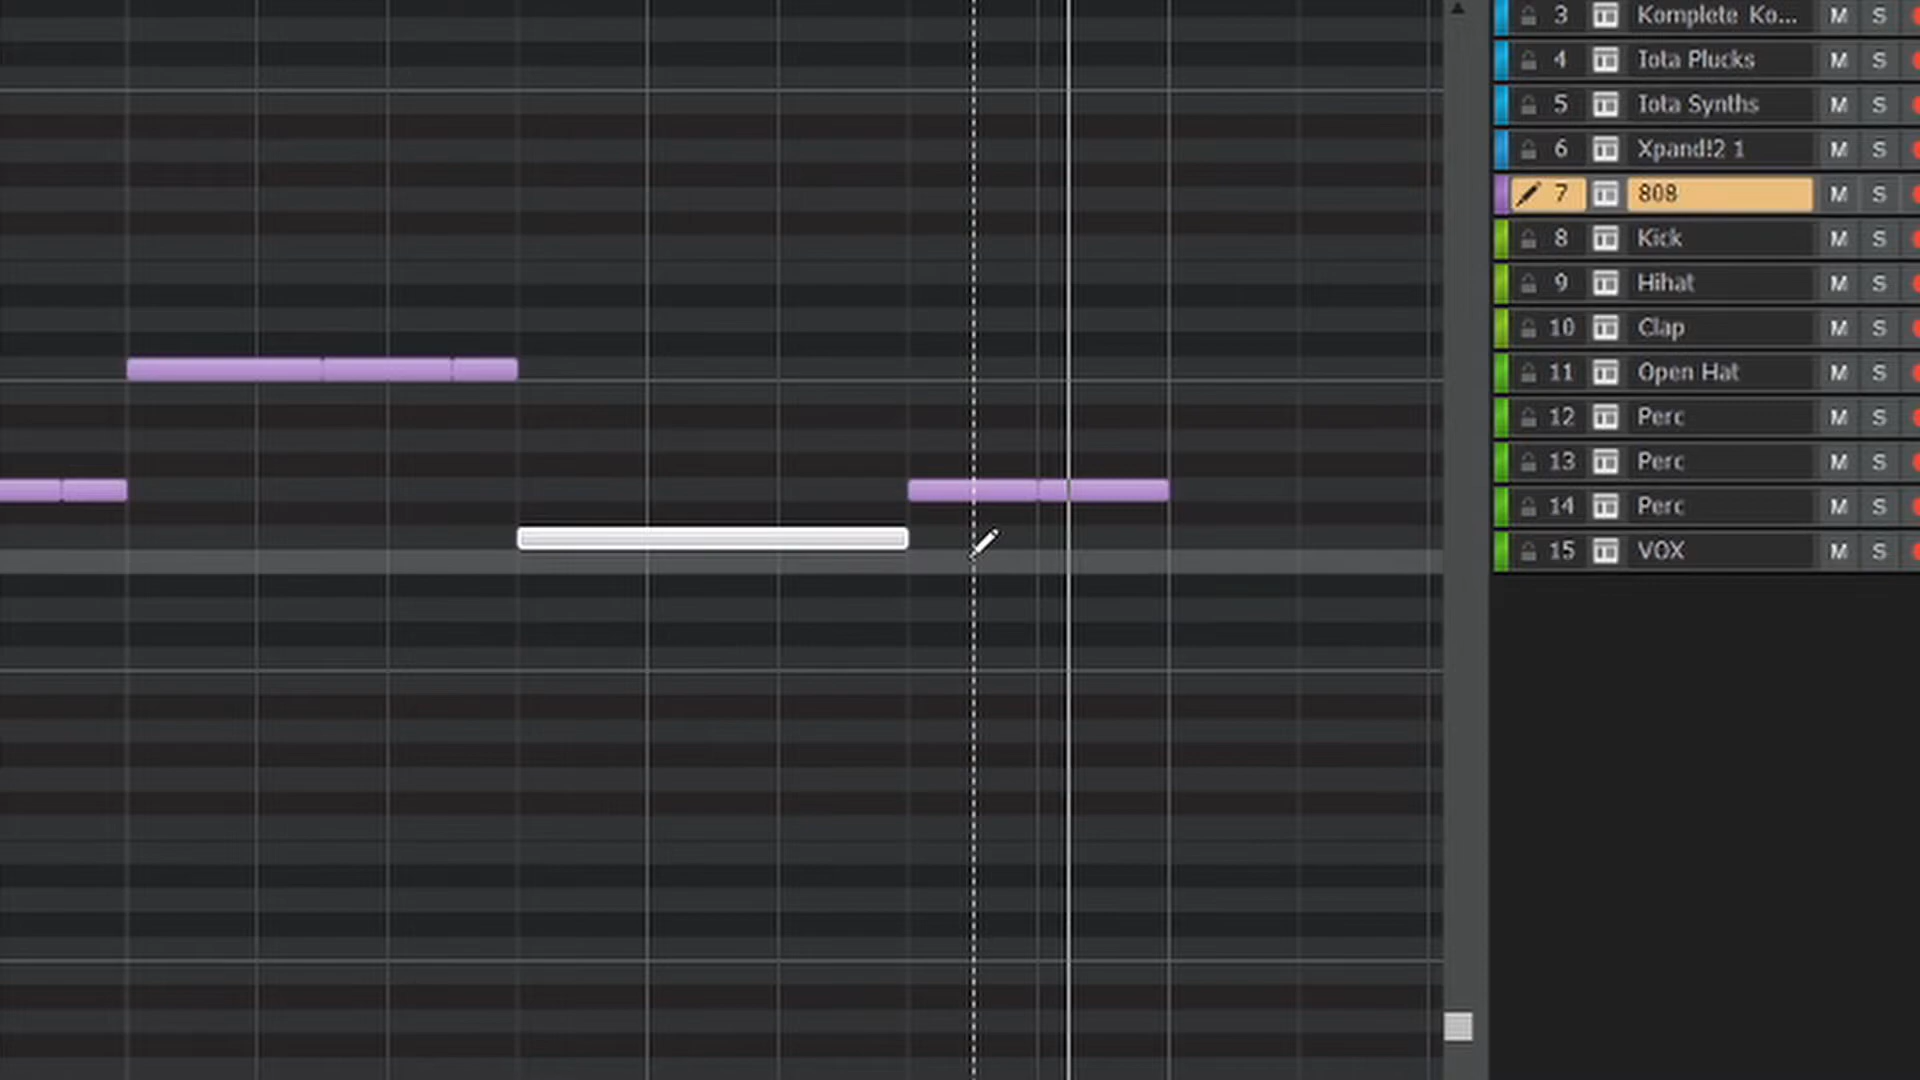 3 Komplete Ko... M S
4 Iota Plucks M S
5 Iota Synths M S
6 Xpand!2 1 M S
7 808 M S
8 Kick M S
9 Hihat M S
10 Clap M S
11 Open Hat M S
12 Perc M S
13 Perc M S
14 Perc M S
15 VOX M S